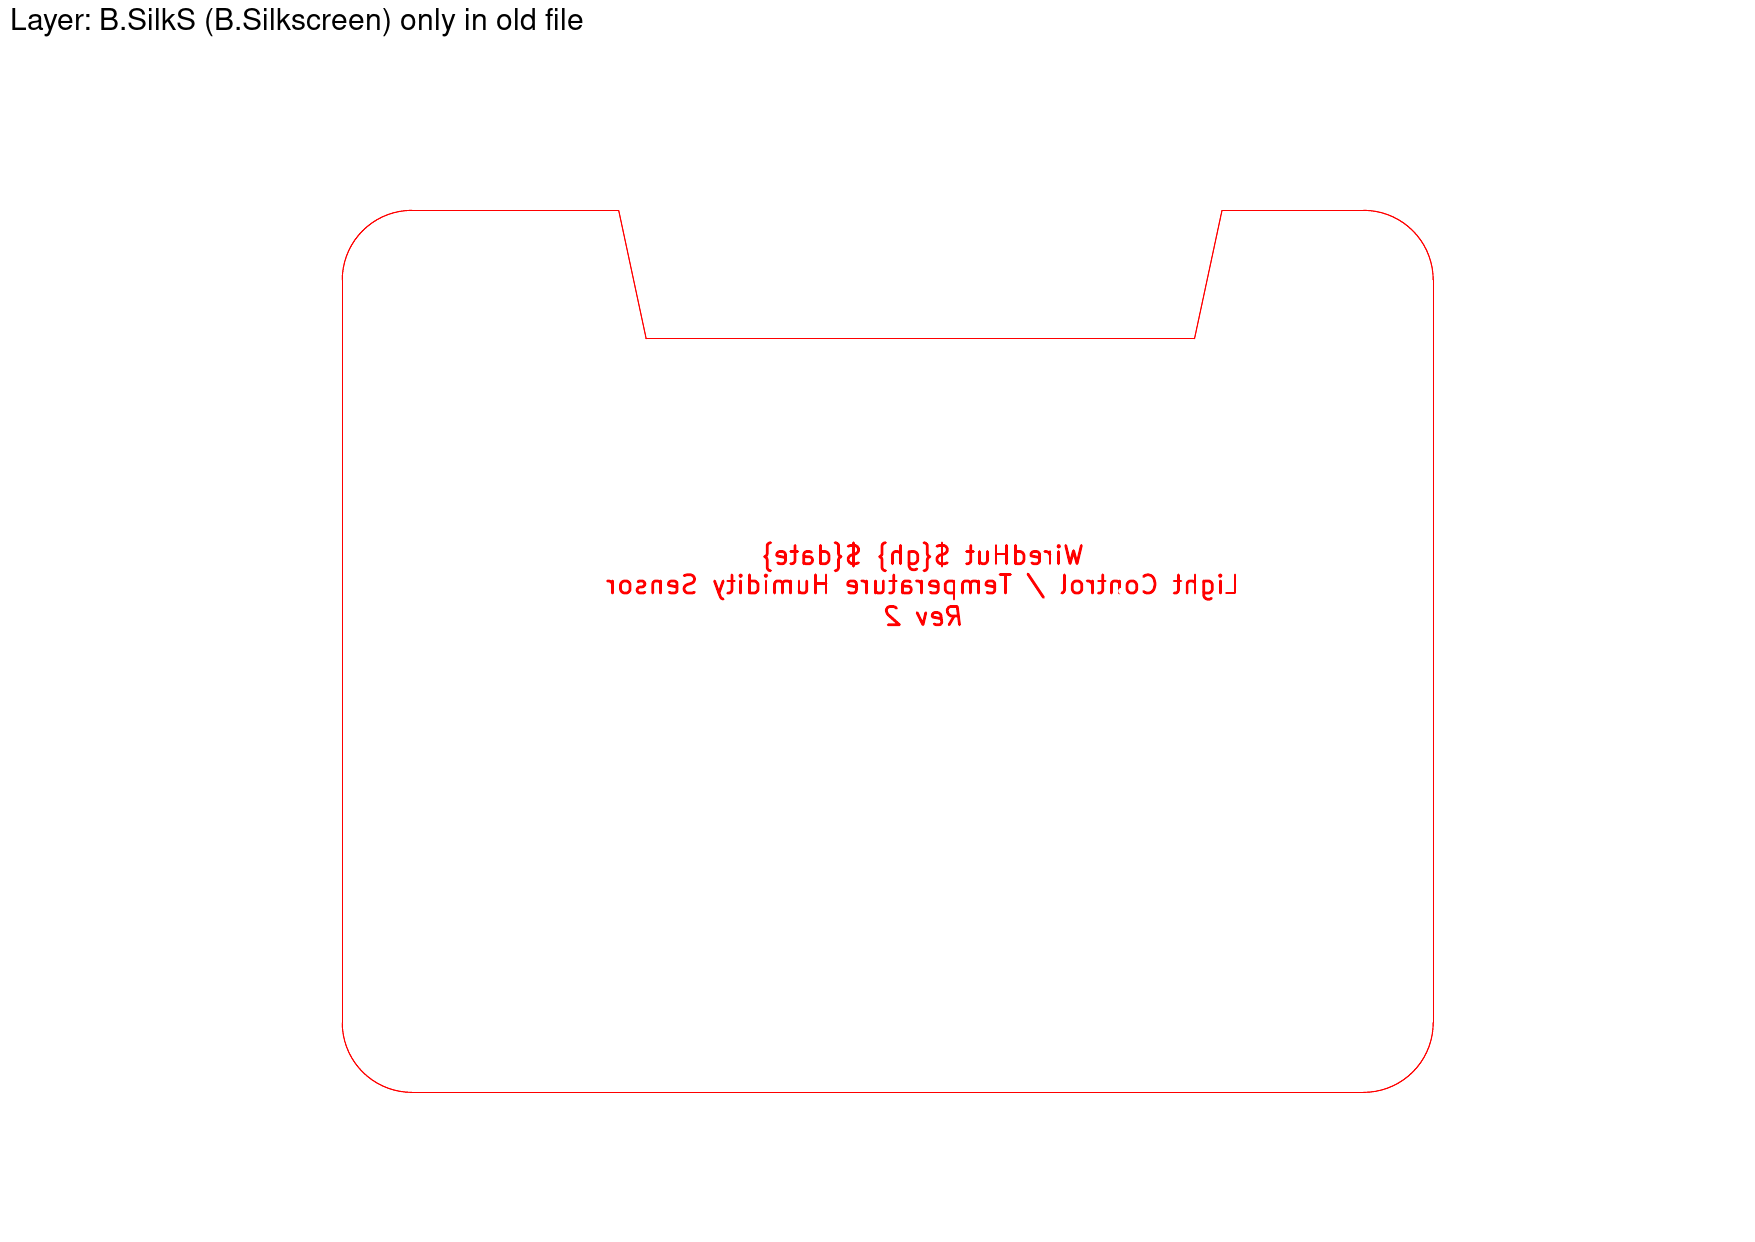 Layer: B.SilkS (B.Silkscreen) only in old file
WiredHut ${gh} ${date}
Light Control / Temperature Humidity Sensor
Rev 2